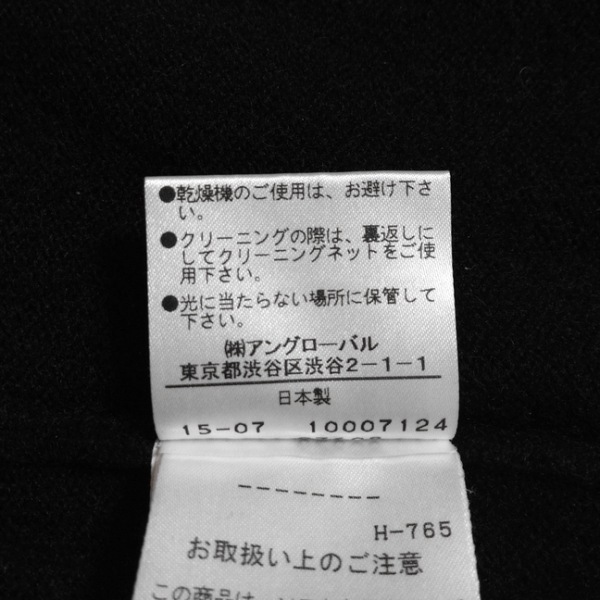 ●乾燥機のご使用は、お避け下さ
い。
●クリーニングの際は、裏返しに
してクリーニングネットをご使
用下さい。
●光に当たらない場所に保管して
下さい。
㈱アングローバル
東京都渋谷区渋谷2-1-1
日本製
15-07 10007124
--------
H-765
お取扱い上のご注意
この商品は、